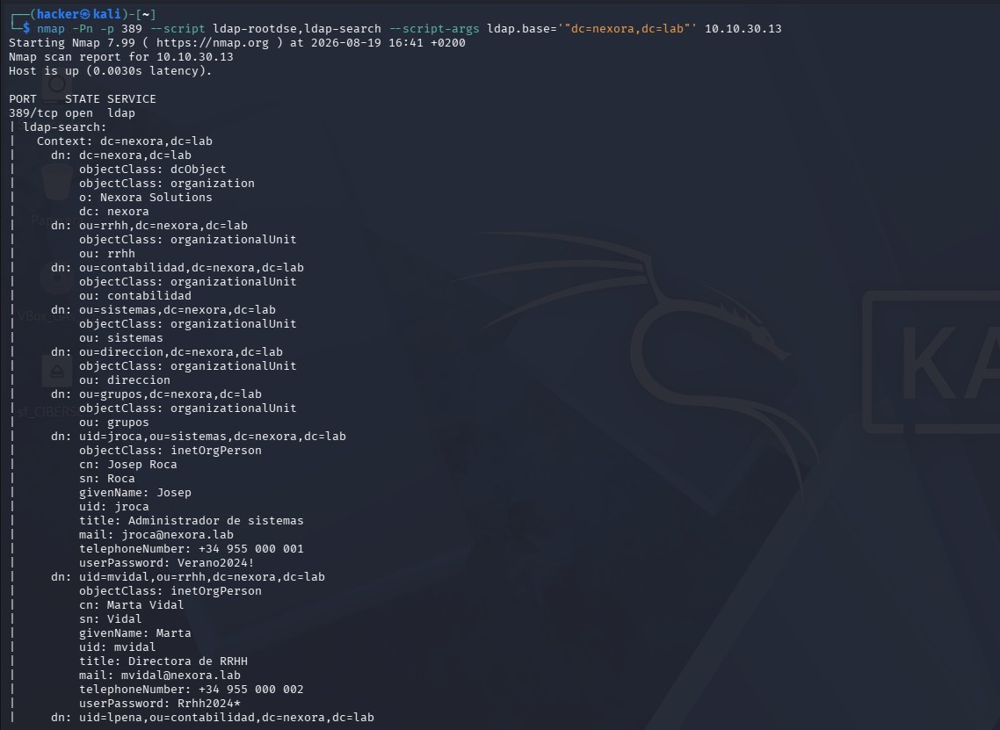 ┌──(hacker㉿kali)-[~]
└─$ nmap -Pn -p 389 --script ldap-rootdse,ldap-search --script-args ldap.base='"dc=nexora,dc=lab"' 10.10.30.13
Starting Nmap 7.99 ( https://nmap.org ) at 2026-08-19 16:41 +0200
Nmap scan report for 10.10.30.13
Host is up (0.0030s latency).

PORT    STATE SERVICE
389/tcp open  ldap
| ldap-search:
|   Context: dc=nexora,dc=lab
|     dn: dc=nexora,dc=lab
|         objectClass: dcObject
|         objectClass: organization
|         o: Nexora Solutions
|         dc: nexora
|     dn: ou=rrhh,dc=nexora,dc=lab
|         objectClass: organizationalUnit
|         ou: rrhh
|     dn: ou=contabilidad,dc=nexora,dc=lab
|         objectClass: organizationalUnit
|         ou: contabilidad
|     dn: ou=sistemas,dc=nexora,dc=lab
|         objectClass: organizationalUnit
|         ou: sistemas
|     dn: ou=direccion,dc=nexora,dc=lab
|         objectClass: organizationalUnit
|         ou: direccion
|     dn: ou=grupos,dc=nexora,dc=lab
|         objectClass: organizationalUnit
|         ou: grupos
|     dn: uid=jroca,ou=sistemas,dc=nexora,dc=lab
|         objectClass: inetOrgPerson
|         cn: Josep Roca
|         sn: Roca
|         givenName: Josep
|         uid: jroca
|         title: Administrador de sistemas
|         mail: jroca@nexora.lab
|         telephoneNumber: +34 955 000 001
|         userPassword: Verano2024!
|     dn: uid=mvidal,ou=rrhh,dc=nexora,dc=lab
|         objectClass: inetOrgPerson
|         cn: Marta Vidal
|         sn: Vidal
|         givenName: Marta
|         uid: mvidal
|         title: Directora de RRHH
|         mail: mvidal@nexora.lab
|         telephoneNumber: +34 955 000 002
|         userPassword: Rrhh2024*
|     dn: uid=lpena,ou=contabilidad,dc=nexora,dc=lab
KA